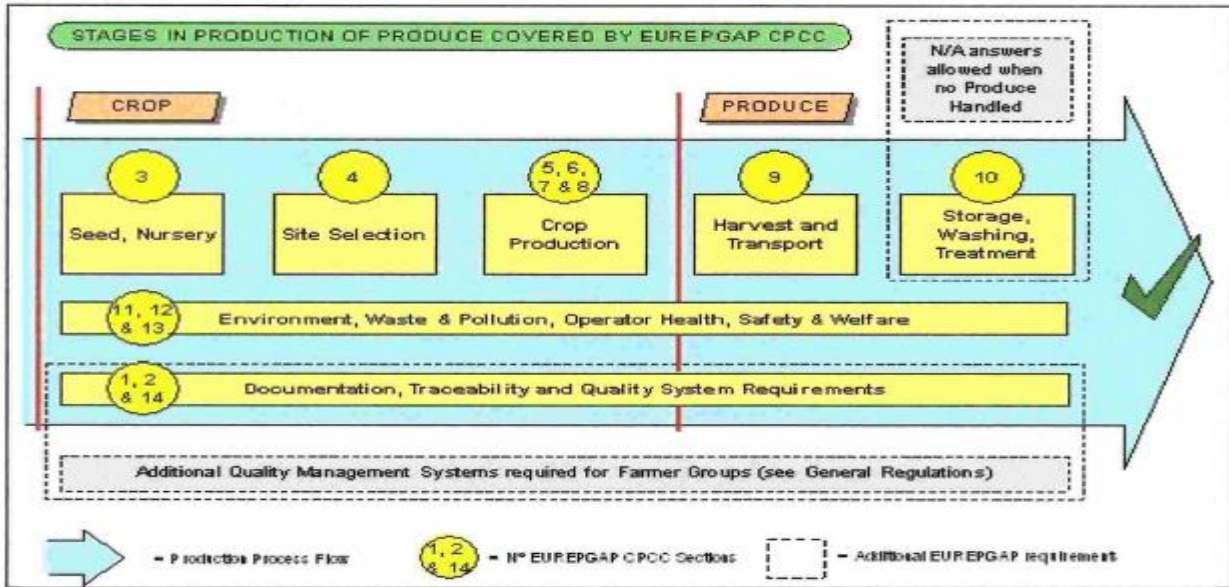 STAGES IN PRODUCTION OF PRODUCE COVERED BY EUREPGAP CPCC
N/A answers
allowed when
no Produce
Handled
CROP
PRODUCE
3
Seed, Nursery
4
Site Selection
5, 6,
7 & 8
Crop
Production
9
Harvest and
Transport
10
Storage,
Washing,
Treatment
11, 12
& 13
Environment, Waste & Pollution, Operator Health, Safety & Welfare
1, 2
& 14
Documentation, Traceability and Quality System Requirements
Additional Quality Management Systems required for Farmer Groups (see General Regulations)
= Production Process Flow
1, 2
& 14
= Nº EUREPGAP CPCC Sections
= Additional EUREPGAP requirement